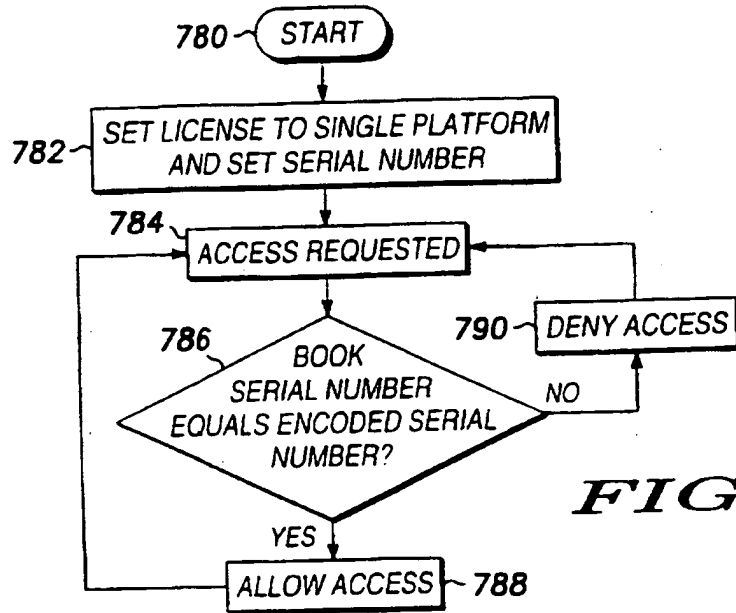 780
START
782
SET LICENSE TO SINGLE PLATFORM
AND SET SERIAL NUMBER
784
ACCESS REQUESTED
786
BOOK
SERIAL NUMBER
EQUALS ENCODED SERIAL
NUMBER?
NO
790
DENY ACCESS
YES
ALLOW ACCESS
788
FIG